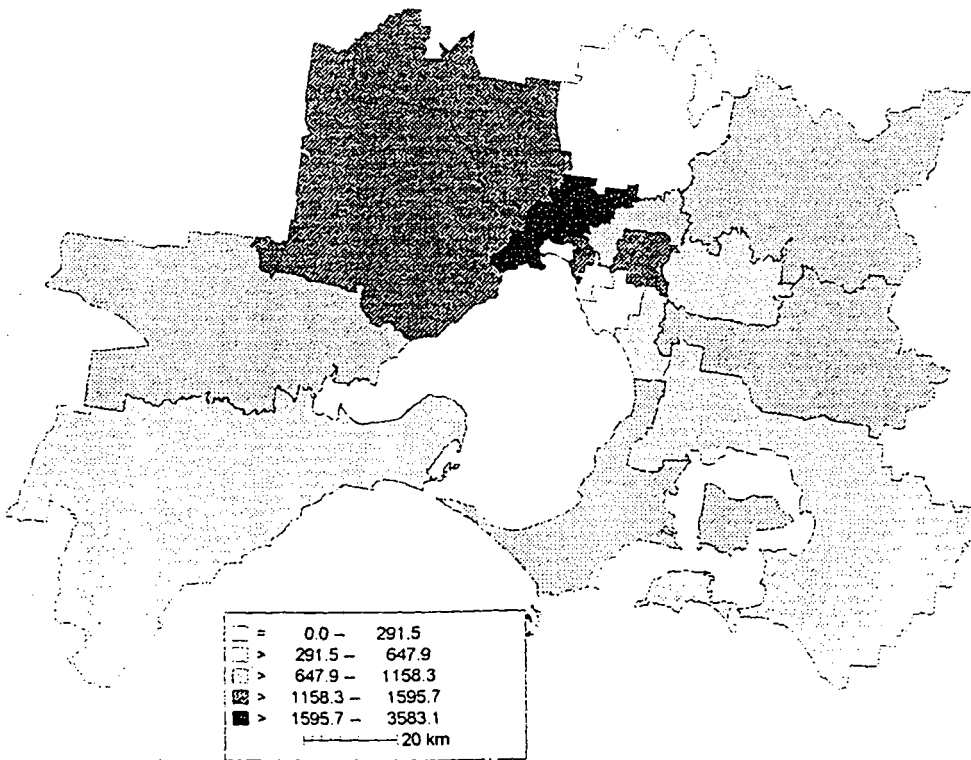 = 0.0 – 291.5
> 291.5 – 647.9
> 647.9 – 1158.3
> 1158.3 – 1595.7
> 1595.7 – 3583.1
20 km